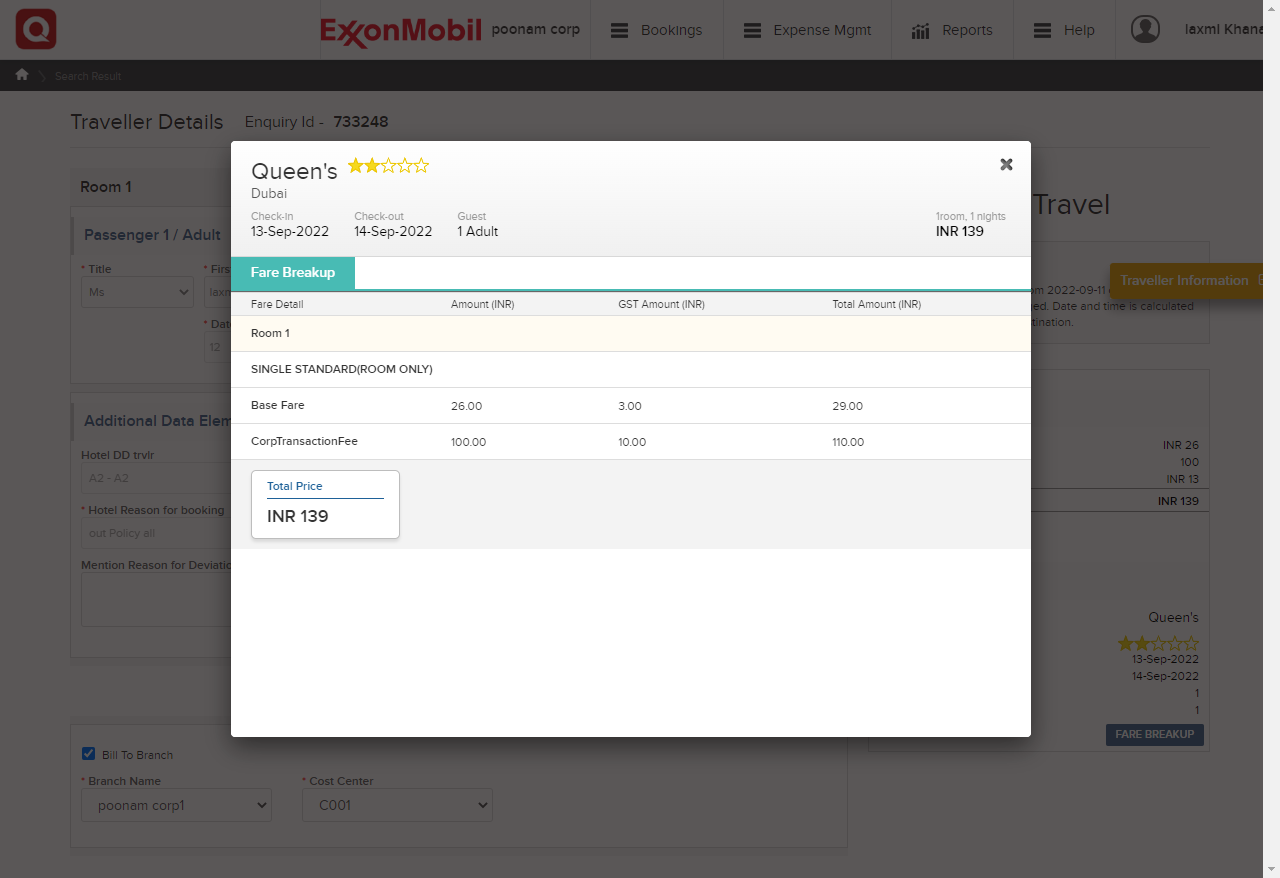 ExxonMobil poonam corp Bookings Expense Mgmt Reports Help laxml Khana
Search Result
Traveller Details Enquiry Id - 733248
Queen's
Dubai
Check-in Check-out Guest 1room, 1 nights
13-Sep-2022 14-Sep-2022 1 Adult INR 139
Fare Breakup
Fare Detail Amount (INR) GST Amount (INR) Total Amount (INR)
Room 1
SINGLE STANDARD(ROOM ONLY)
Base Fare 26.00 3.00 29.00
CorpTransactionFee 100.00 10.00 110.00
Total Price
INR 139
Room 1
Passenger 1 / Adult
* Title * Firs
Ms laxm
* Date
12
Additional Data Elem
Hotel DD trvlr
A2 - A2
* Hotel Reason for booking
out Policy all
Mention Reason for Deviatio
Bill To Branch
* Branch Name * Cost Center
poonam corp1 C001
Travel
Traveller Information
om 2022-09-11
ed. Date and time is calculated
tination.
INR 26
100
INR 13
INR 139
Queen's
13-Sep-2022
14-Sep-2022
1
1
FARE BREAKUP